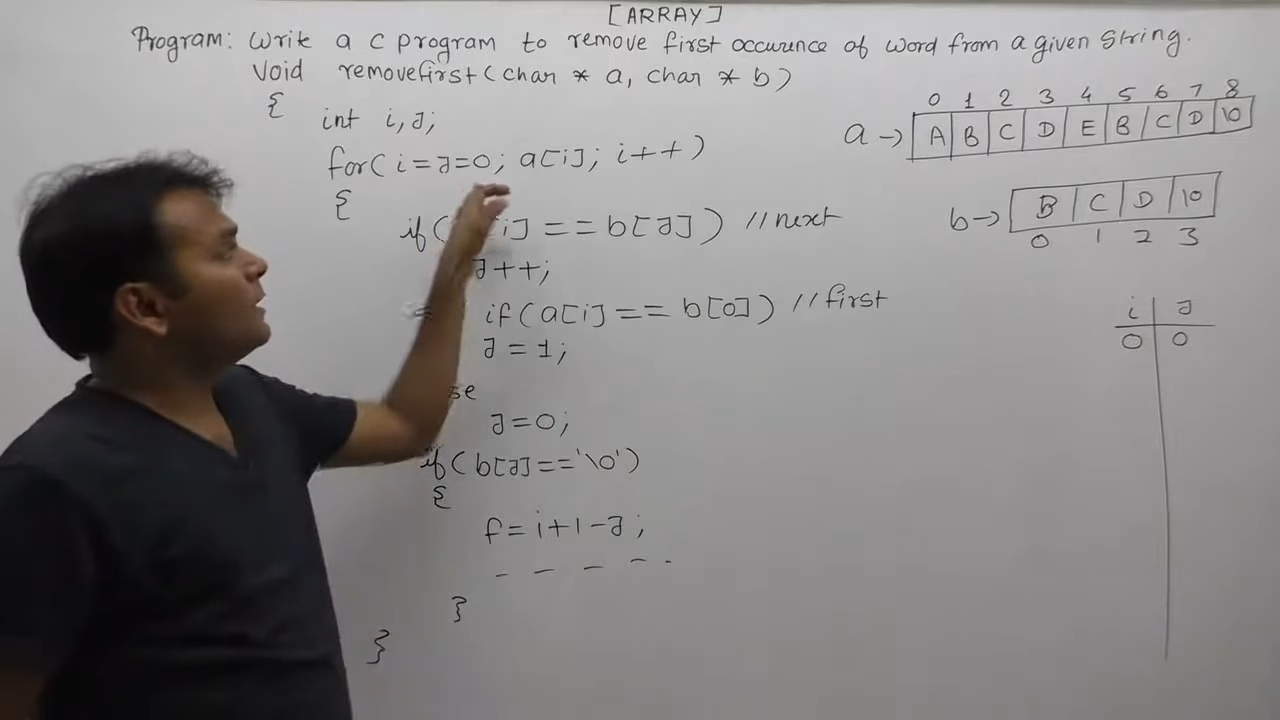 [ARRAY]
Program: Write a C program to remove first occurence of word from a given string.
void removefirst(char * a, char * b)
{
int i,J;
for(i=J=0; a[i]; i++)
{
if( i] == b[J]) //next
J++;
if(a[i] == b[0]) //first
J=1;
se
J=0;
if(b[J]=='\0')
{
f=i+1-J;
- - - - .
}
}
0 1 2 3 4 5 6 7 8
a→ A B C D E B C D \0
b→ B C D \0
0 1 2 3
i J
0 0